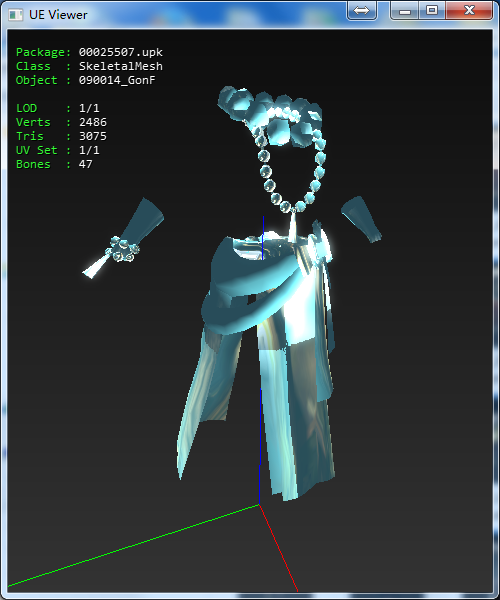 UE Viewer
Package: 00025507.upk
Class : SkeletalMesh
Object : 090014_GonF
LOD : 1/1
Verts : 2486
Tris : 3075
UV Set : 1/1
Bones : 47